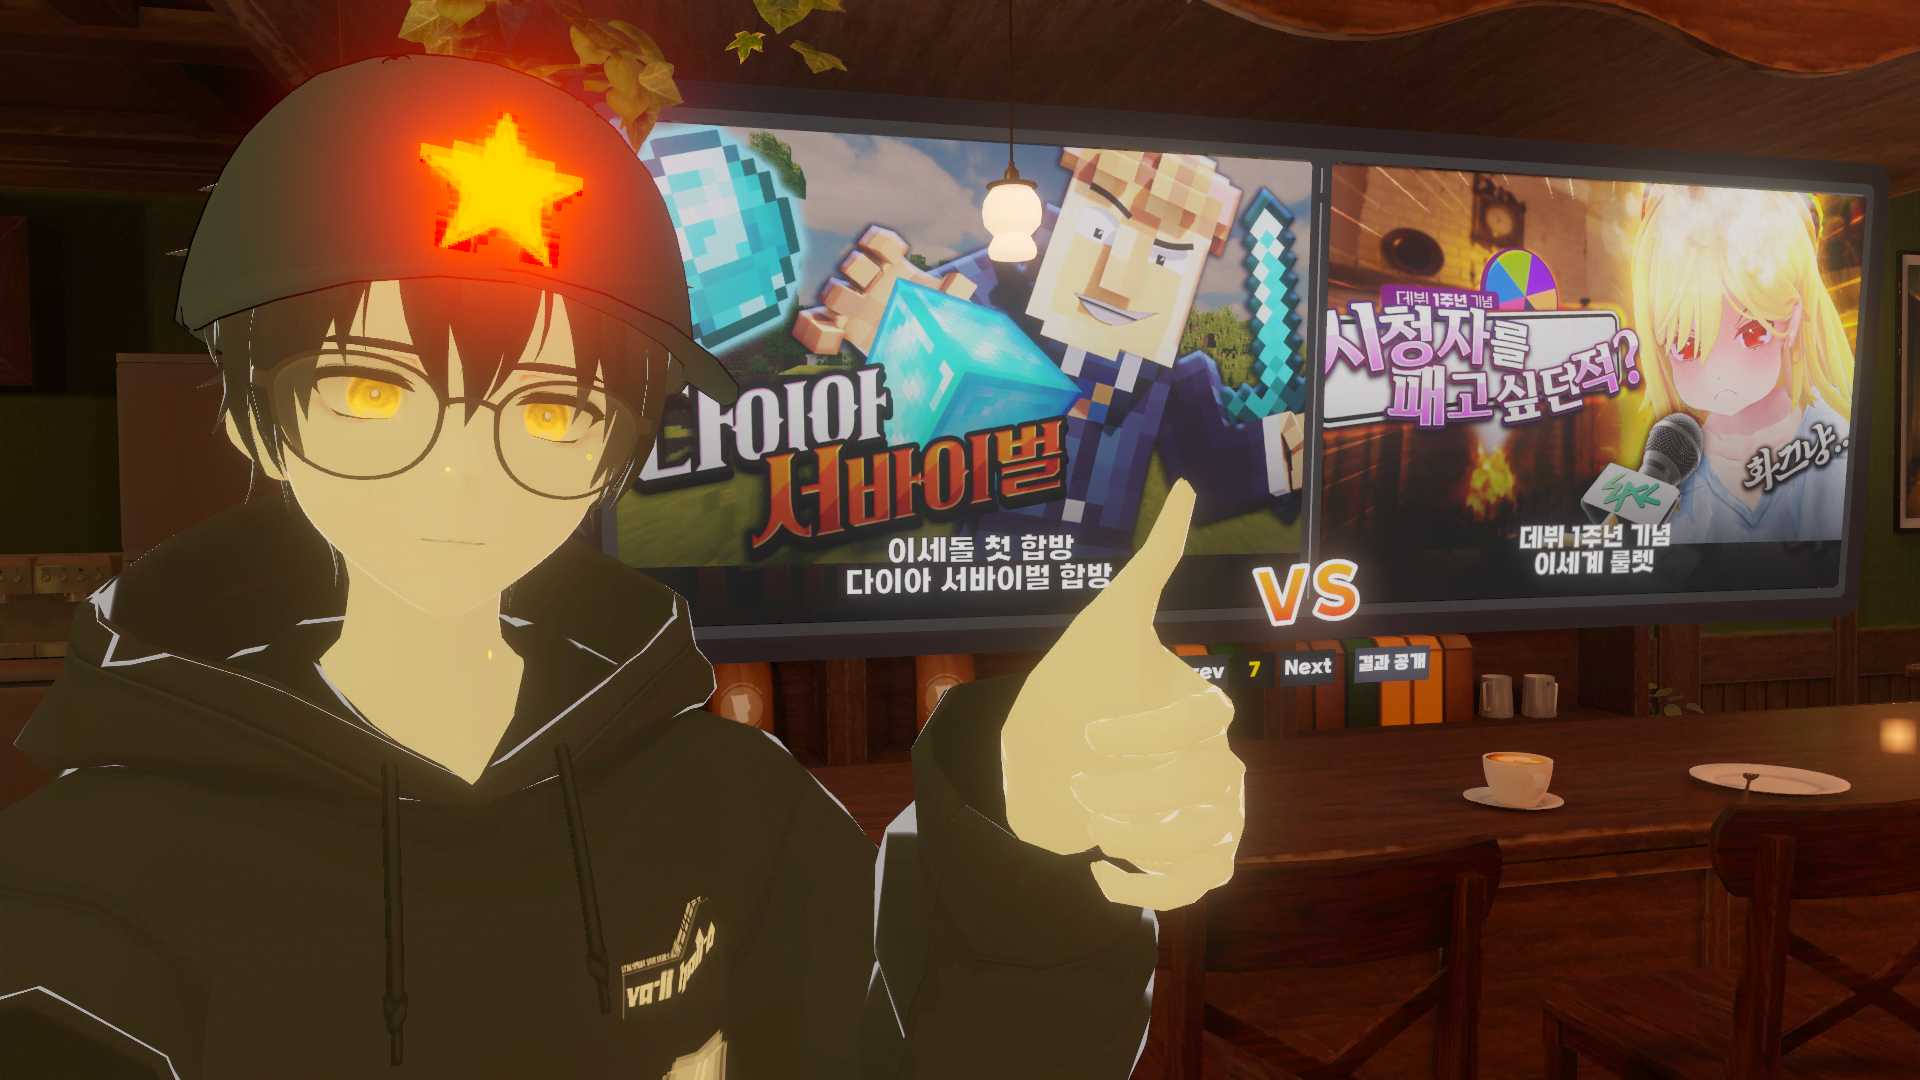 다이아
서바이벌
이세돌 첫 합방
다이아 서바이벌 합방
VS
데뷔 1주년 기념
시청자를
패고 싶던 적?
화끄냥..
데뷔 1주년 기념
이세계 룰렛
rev 7 Next 결과 공개